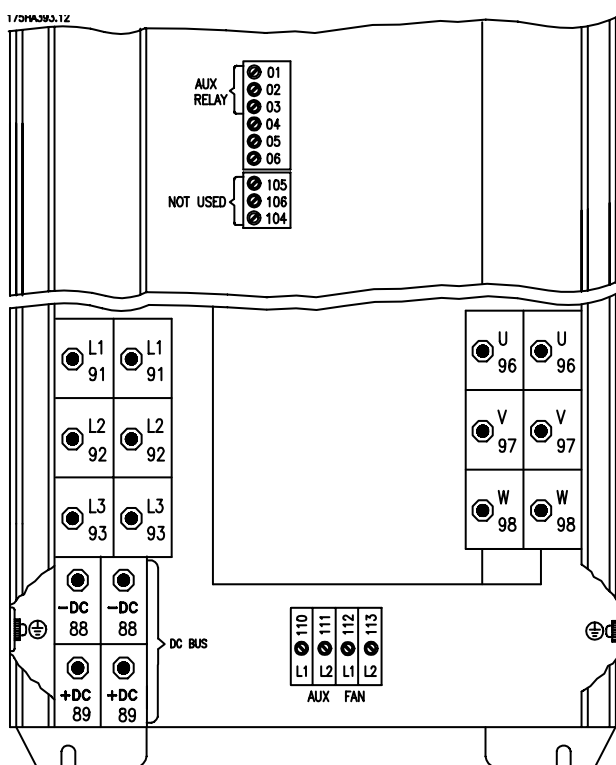 175HA393.12
01
AUX 02
RELAY 03
04
05
06
105
NOT USED 106
104
L1 L1
91 91
L2 L2
92 92
L3 L3
93 93
-DC -DC
88 88
DC BUS
+DC +DC
89 89
U U
96 96
V V
97 97
W W
98 98
110 111 112 113
L1 L2 L1 L2
AUX FAN